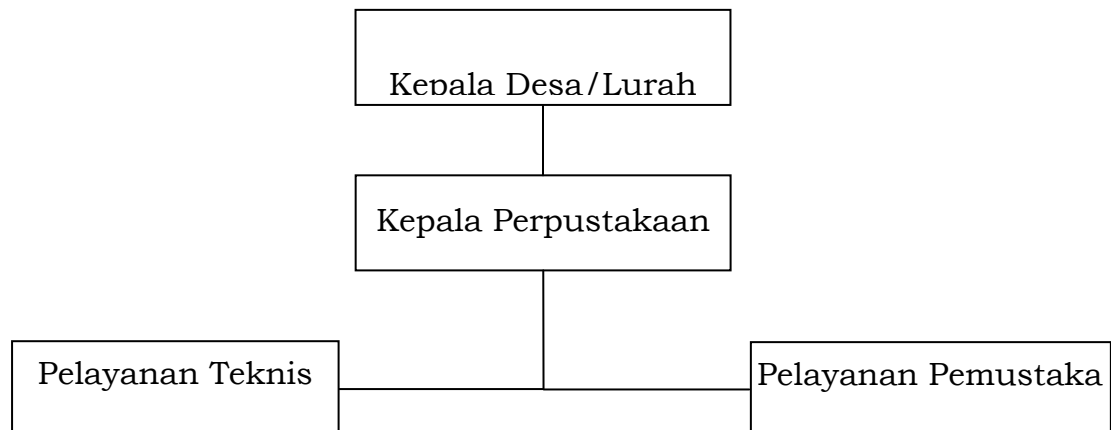 Kepala Desa/Lurah
Kepala Perpustakaan
Pelayanan Teknis
Pelayanan Pemustaka